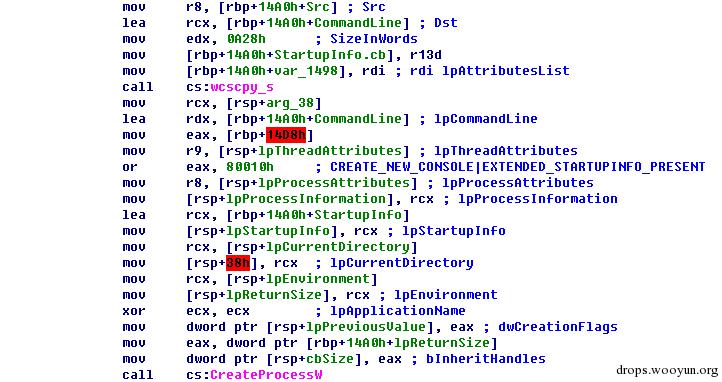 mov r8, [rbp+14A0h+Src] ; Src
lea rcx, [rbp+14A0h+CommandLine] ; Dst
mov edx, 0A28h ; SizeInWords
mov [rbp+14A0h+StartupInfo.cb], r13d
mov [rbp+14A0h+var_1498], rdi ; rdi lpAttributesList
call cs:wcscpy_s
mov rcx, [rsp+arg_38]
lea rdx, [rbp+14A0h+CommandLine] ; lpCommandLine
mov eax, [rbp+14D8h]
mov r9, [rsp+lpThreadAttributes] ; lpThreadAttributes
or eax, 80010h ; CREATE_NEW_CONSOLE|EXTENDED_STARTUPINFO_PRESENT
mov r8, [rsp+lpProcessAttributes] ; lpProcessAttributes
mov [rsp+lpProcessInformation], rcx ; lpProcessInformation
lea rcx, [rbp+14A0h+StartupInfo]
mov [rsp+lpStartupInfo], rcx ; lpStartupInfo
mov rcx, [rsp+lpCurrentDirectory]
mov [rsp+38h], rcx ; lpCurrentDirectory
mov rcx, [rsp+lpEnvironment]
mov [rsp+lpReturnSize], rcx ; lpEnvironment
xor ecx, ecx ; lpApplicationName
mov dword ptr [rsp+lpPreviousValue], eax ; dwCreationFlags
mov eax, dword ptr [rbp+14A0h+lpReturnSize]
mov dword ptr [rsp+cbSize], eax ; bInheritHandles
call cs:CreateProcessW
drops.wooyun.org